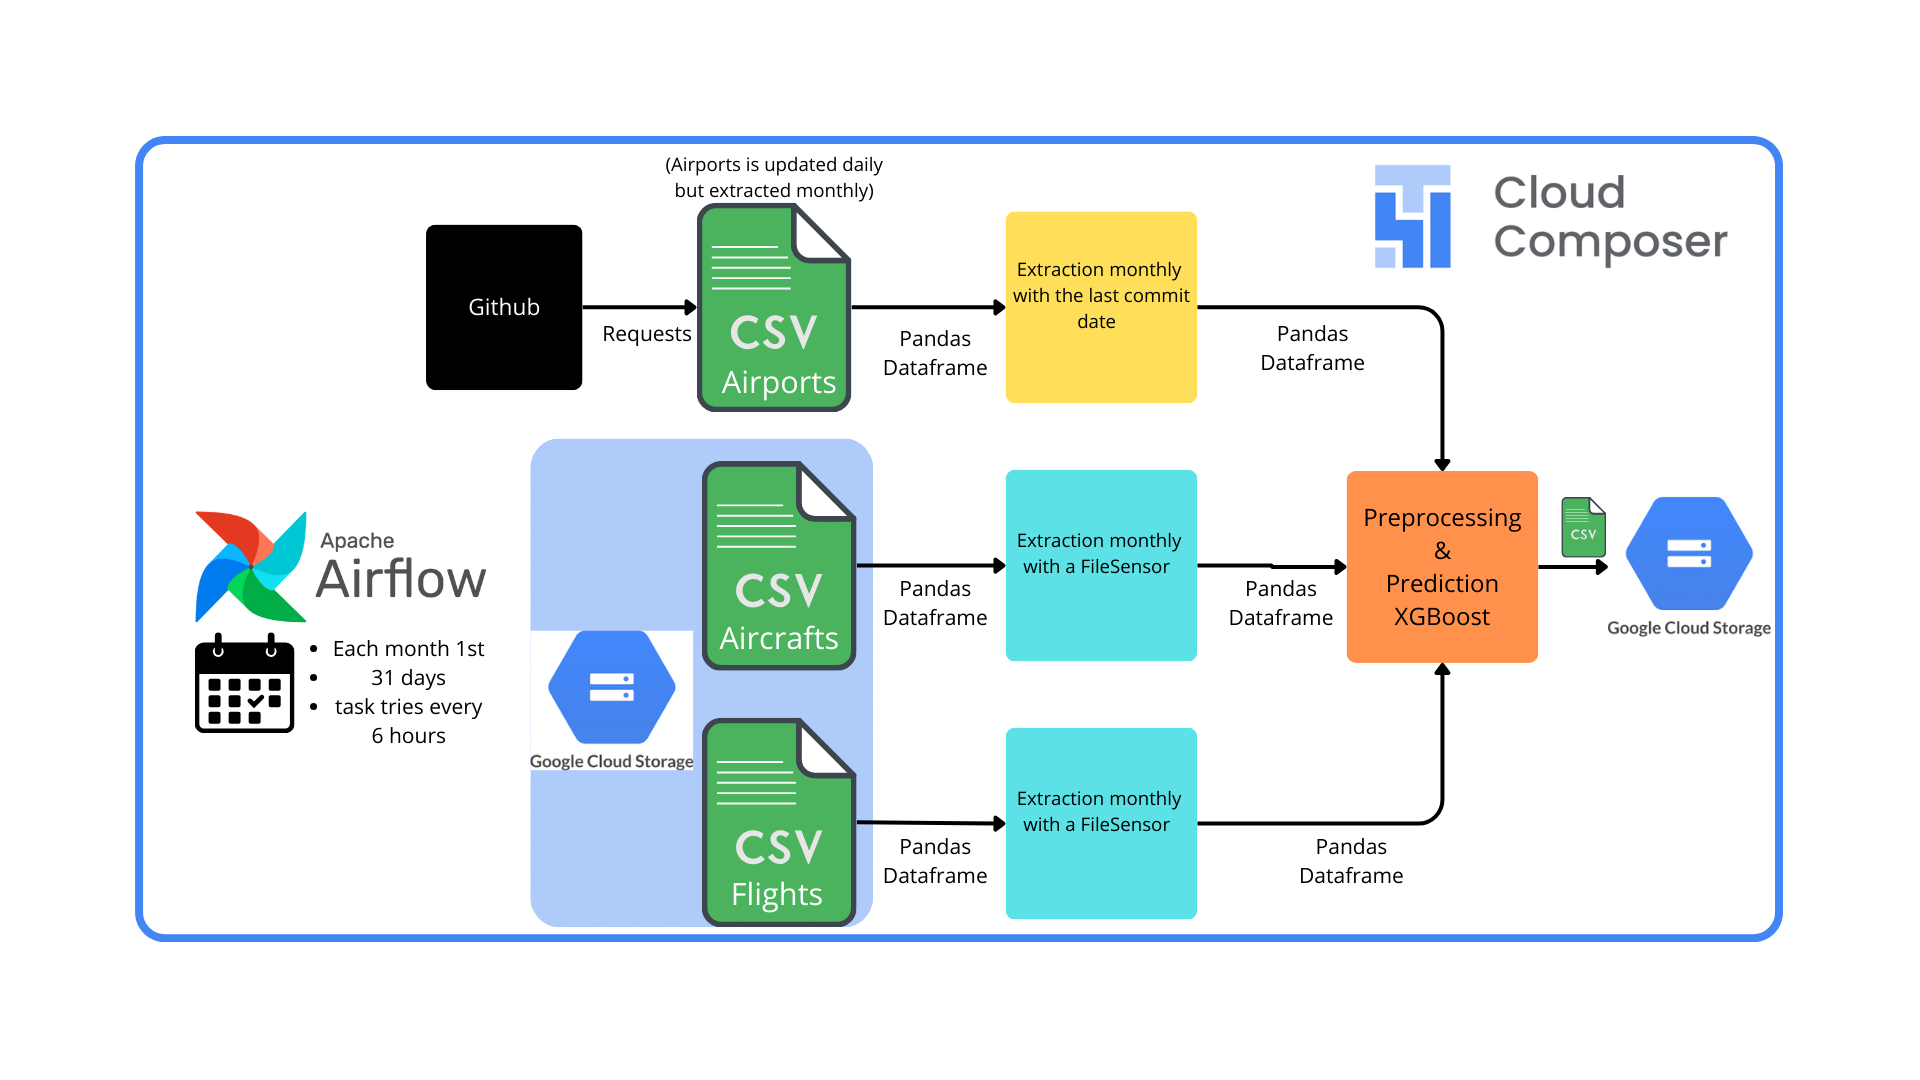 (Airports is updated daily
but extracted monthly)
Cloud
Composer
Github
Requests
CSV
Airports
Pandas
Dataframe
Extraction monthly
with the last commit
date
Pandas
Dataframe
Apache
Airflow
• Each month 1st
• 31 days
• task tries every
6 hours
Google Cloud Storage
CSV
Aircrafts
Pandas
Dataframe
Extraction monthly
with a FileSensor
Pandas
Dataframe
CSV
Flights
Pandas
Dataframe
Extraction monthly
with a FileSensor
Pandas
Dataframe
Preprocessing
&
Prediction
XGBoost
CSV
Google Cloud Storage